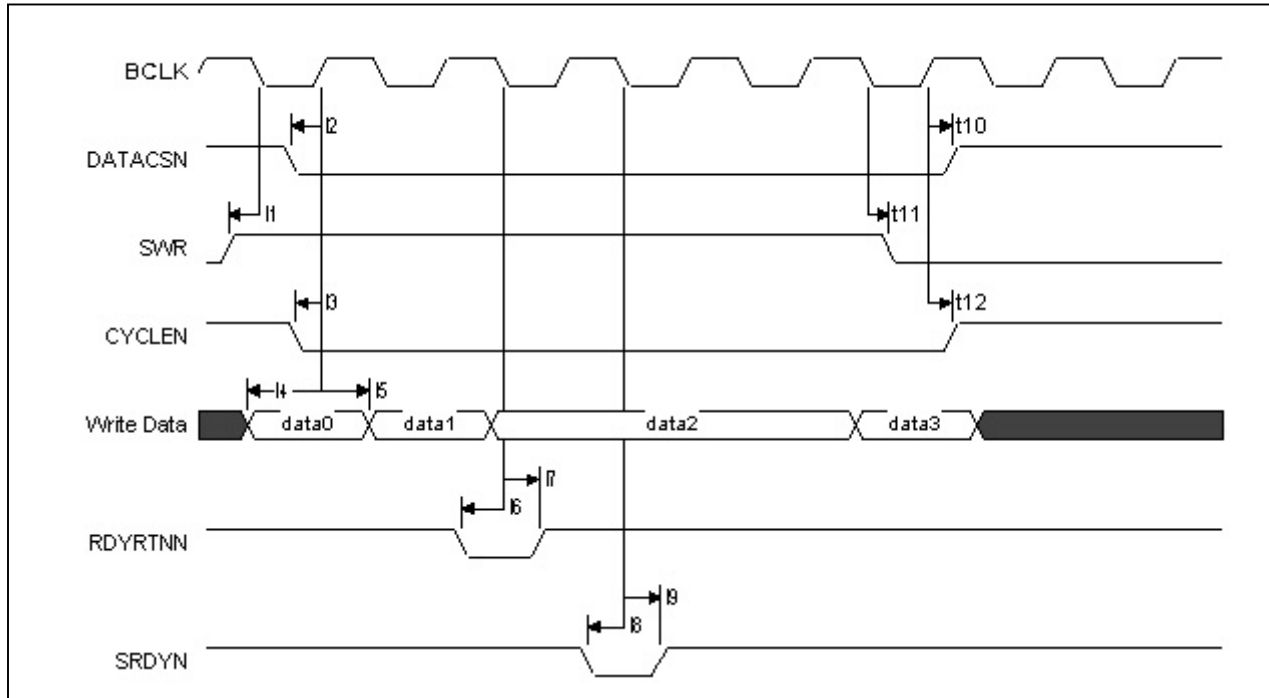 BCLK
t2 t10
DATACSN
t1 t11
SWR
t3 t12
CYCLEN
t4 t5
Write Data data0 data1 data2 data3
t7
t6
RDYRTNN
t9
t8
SRDYN